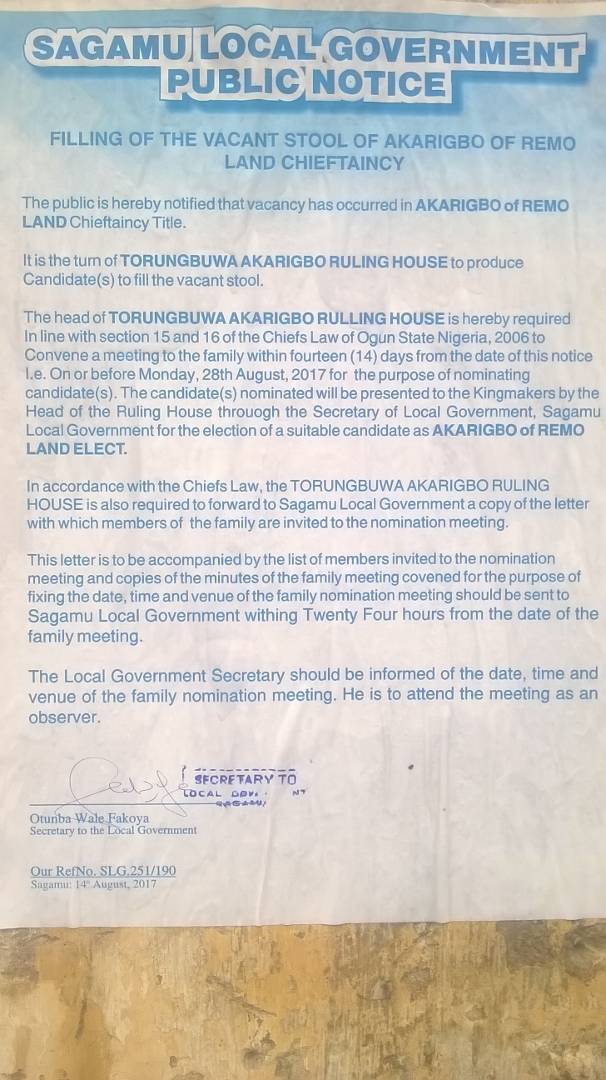 SAGAMU LOCAL GOVERNMENT
PUBLIC NOTICE
FILLING OF THE VACANT STOOL OF AKARIGBO OF REMO
LAND CHIEFTAINCY
The public is hereby notified that vacancy has occurred in AKARIGBO of REMO
LAND Chieftaincy Title.
It is the turn of TORUNGBUWA AKARIGBO RULING HOUSE to produce
Candidate(s) to fill the vacant stool.
The head of TORUNGBUWA AKARIGBO RULLING HOUSE is hereby required
In line with section 15 and 16 of the Chiefs Law of Ogun State Nigeria, 2006 to
Convene a meeting to the family within fourteen (14) days from the date of this notice
I.e. On or before Monday, 28th August, 2017 for the purpose of nominating
candidate(s). The candidate(s) nominated will be presented to the Kingmakers by the
Head of the Ruling House thruough the Secretary of Local Government, Sagamu
Local Government for the election of a suitable candidate as AKARIGBO of REMO
LAND ELECT.
In accordance with the Chiefs Law, the TORUNGBUWA AKARIGBO RULING
HOUSE is also required to forward to Sagamu Local Government a copy of the letter
with which members of the family are invited to the nomination meeting.
This letter is to be accompanied by the list of members invited to the nomination
meeting and copies of the minutes of the family meeting covened for the purpose of
fixing the date, time and venue of the family nomination meeting should be sent to
Sagamu Local Government withing Twenty Four hours from the date of the
family meeting.
The Local Government Secretary should be informed of the date, time and
venue of the family nomination meeting. He is to attend the meeting as an
observer.
SECRETARY TO
LOCAL GOV. NT
SAGAMU
Otunba Wale Fakoya
Secretary to the Local Government
Our RefNo. SLG.251/190
Sagamu: 14th August, 2017